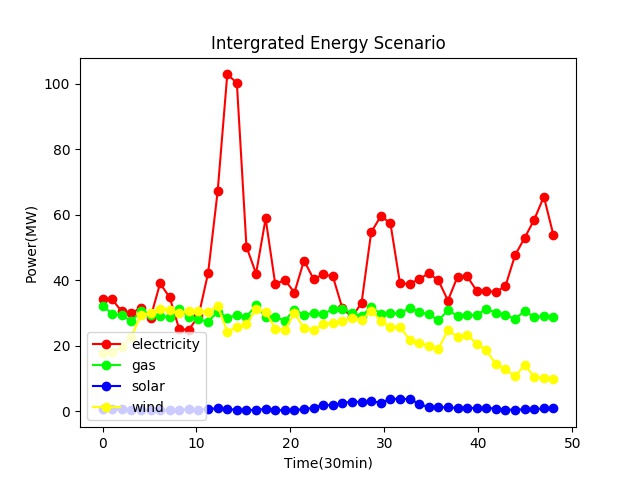 Intergrated Energy Scenario
Power(MW)
100
80
60
40
20
0
electricity
gas
solar
wind
0 10 20 30 40 50
Time(30min)